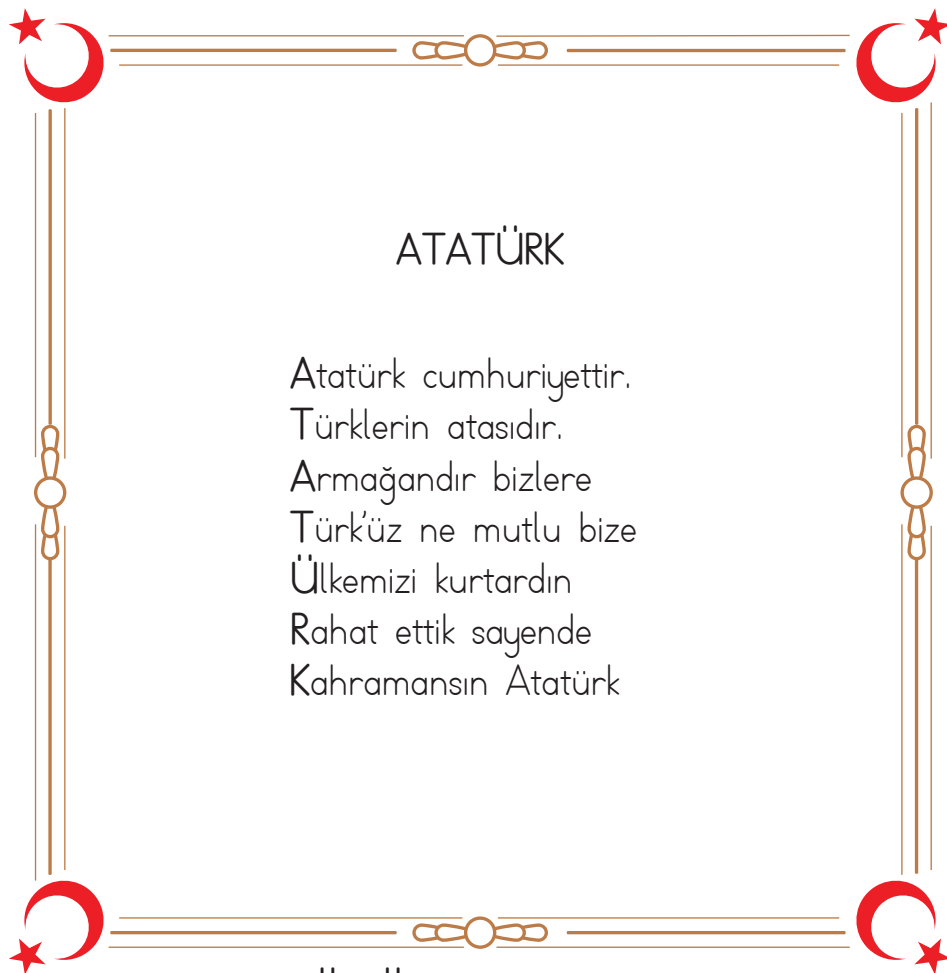 ATATÜRK
Atatürk cumhuriyettir.
Türklerin atasıdır.
Armağandır bizlere
Türk'üz ne mutlu bize
Ülkemizi kurtardın
Rahat ettik sayende
Kahramansın Atatürk